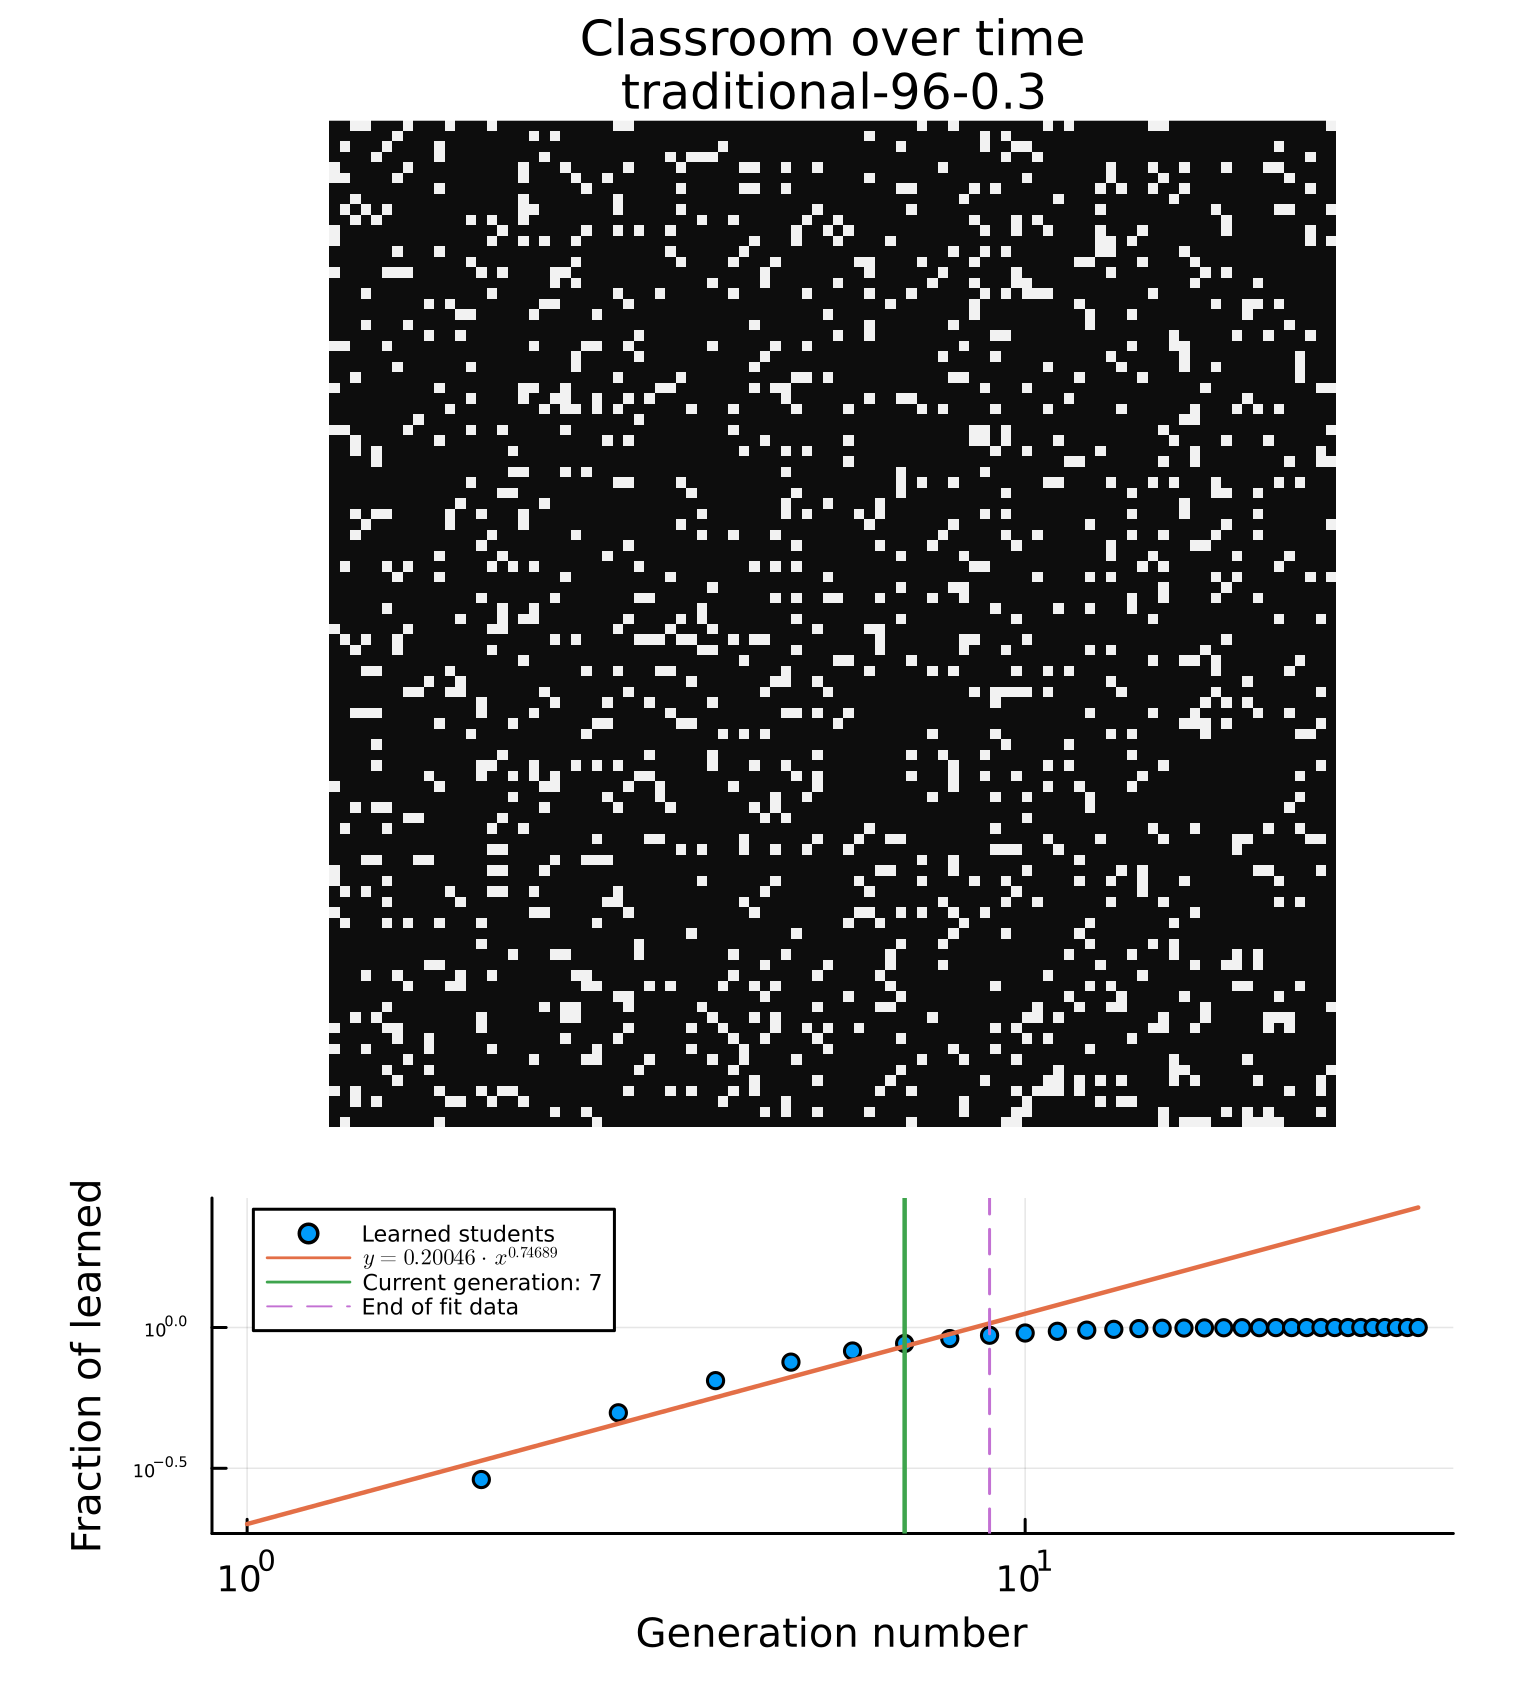 Classroom over time
traditional-96-0.3
Fraction of learned
Learned students
y = 0.20046 · x^0.74689
Current generation: 7
End of fit data
10^0.0
10^−0.5
10^0
10^1
Generation number